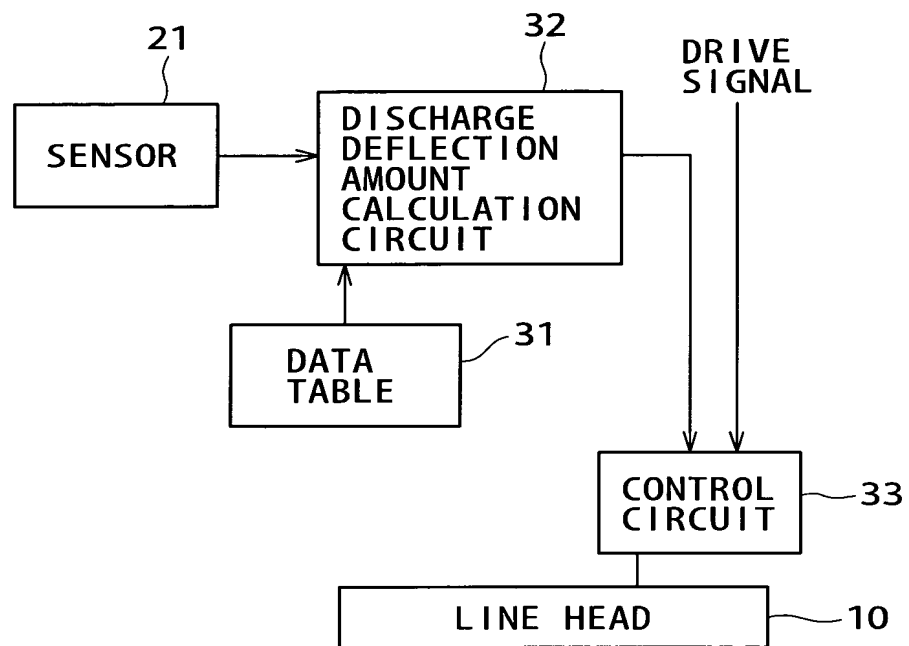 21
32
DRIVE
SIGNAL
SENSOR
DISCHARGE
DEFLECTION
AMOUNT
CALCULATION
CIRCUIT
31
DATA
TABLE
CONTROL
CIRCUIT
33
LINE HEAD
10